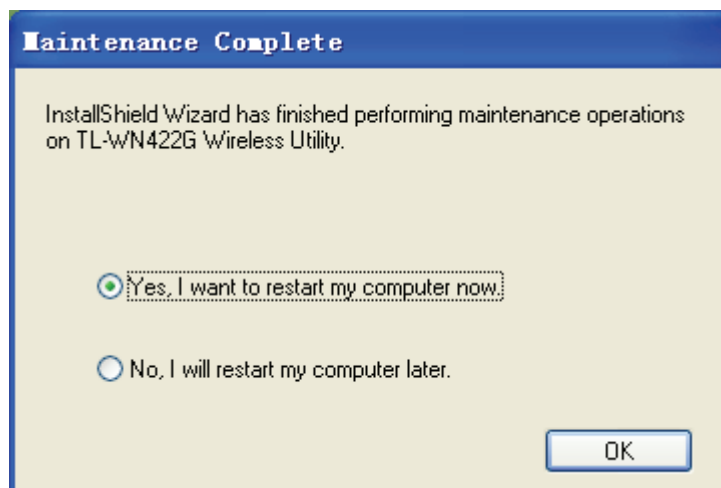 Maintenance Complete
InstallShield Wizard has finished performing maintenance operations
on TL-WN422G Wireless Utility.
Yes, I want to restart my computer now.
No, I will restart my computer later.
OK